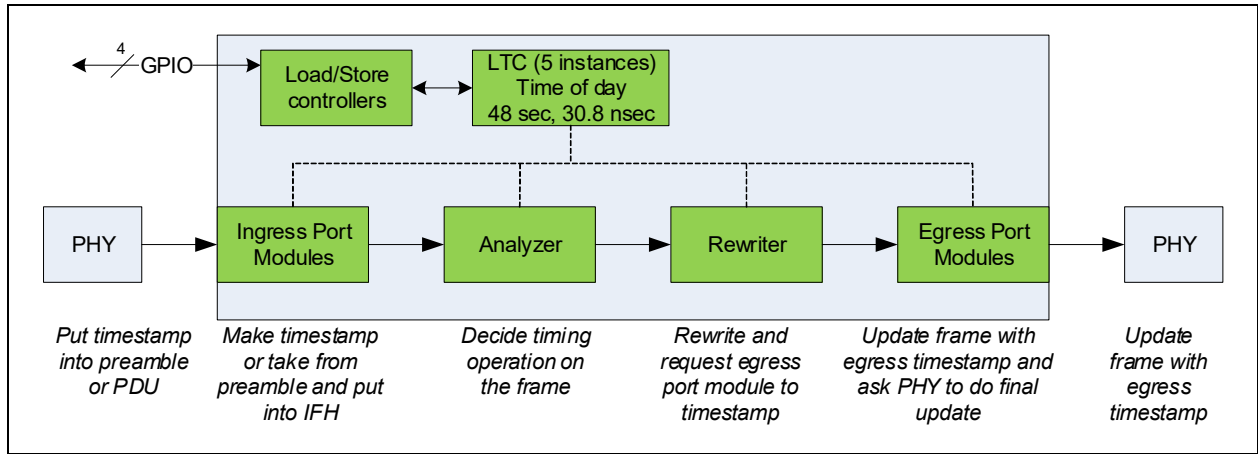 4
GPIO
Load/Store
controllers
LTC (5 instances)
Time of day
48 sec, 30.8 nsec
PHY
Ingress Port
Modules
Analyzer
Rewriter
Egress Port
Modules
PHY
Put timestamp
into preamble
or PDU
Make timestamp
or take from
preamble and put
into IFH
Decide timing
operation on
the frame
Rewrite and
request egress
port module to
timestamp
Update frame with
egress timestamp and
ask PHY to do final
update
Update
frame with
egress
timestamp